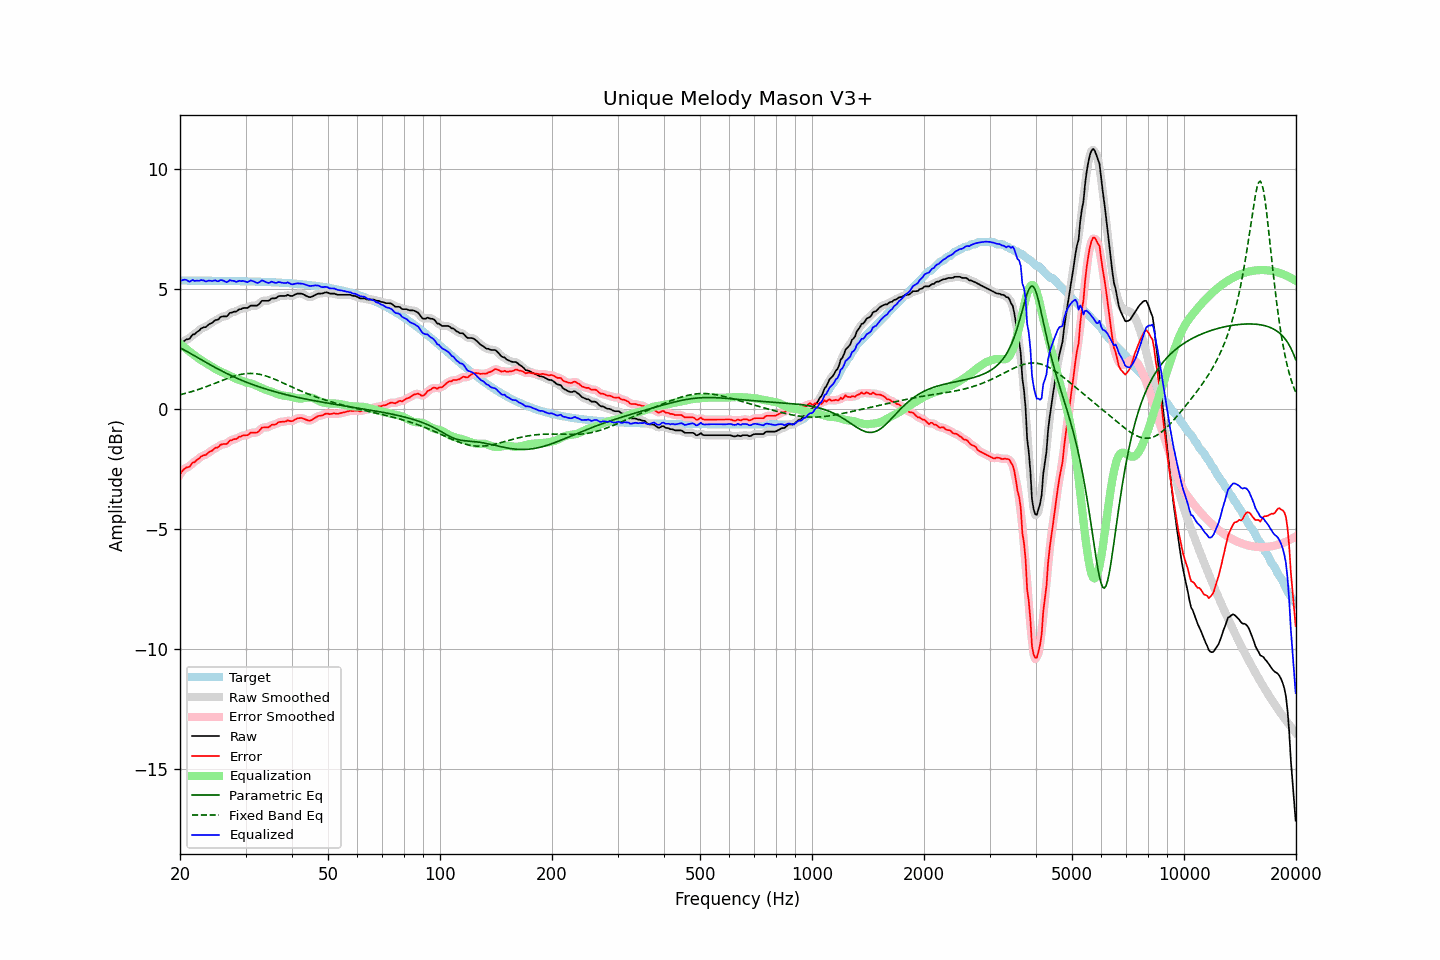 Unique Melody Mason V3+
Amplitude (dBr)
10
5
0
−5
−10
−15
Target
Raw Smoothed
Error Smoothed
Raw
Error
Equalization
Parametric Eq
Fixed Band Eq
Equalized
20 50 100 200 500 1000 2000 5000 10000 20000
Frequency (Hz)